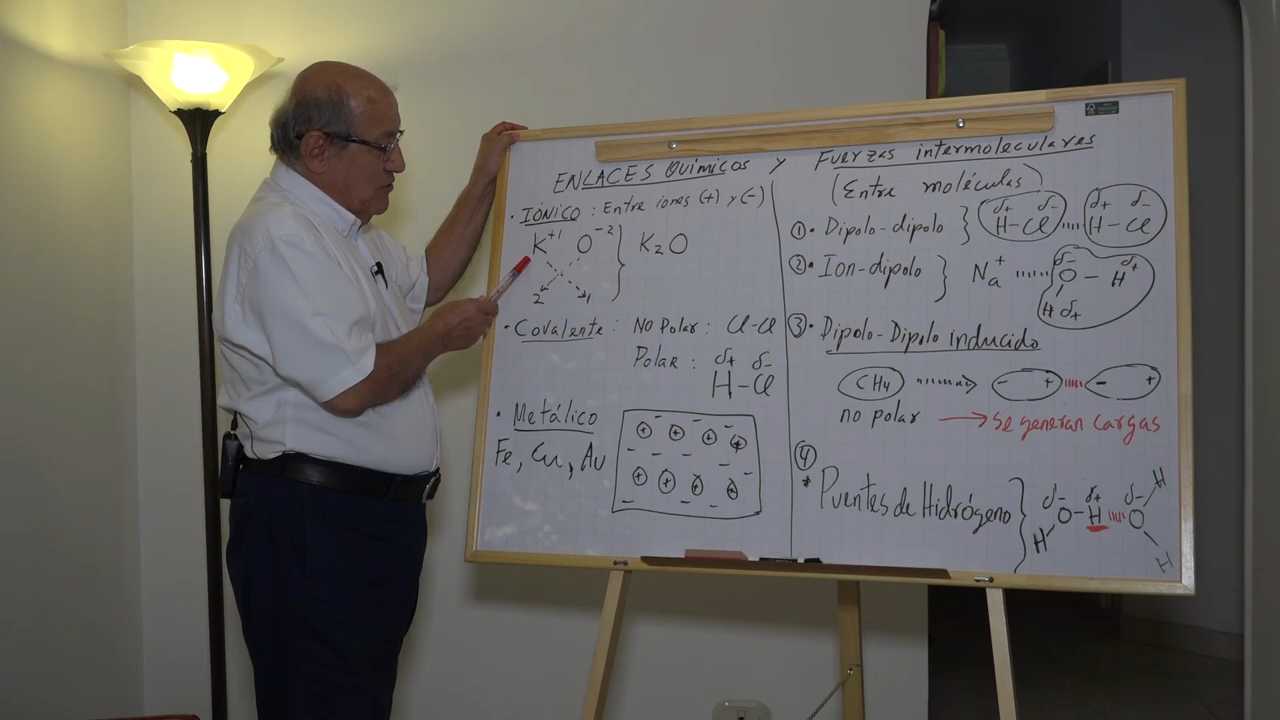 ENLACES QUÍMICOS y Fuerzas intermoleculares
(Entre moléculas)
• IÓNICO : Entre iones (+) y (-)
K+1 O-2 } K2O
2 1
• Covalente : NO Polar : Cl-Cl
Polar : δ+ δ-
H-Cl
• Metálico
Fe, Cu, Au
+ + + +
+ + + +
①• Dipolo-dipolo } δ+ δ- δ+ δ-
H-Cl ..... H-Cl
②• Ion-dipolo } Na+ ...... δ- O - H δ+
H δ+
③• Dipolo-Dipolo inducido
CH4 - + - +
no polar → Se generan cargas
④
• Puentes de Hidrógeno } δ- δ+ δ- H
O-H ..... O
H H